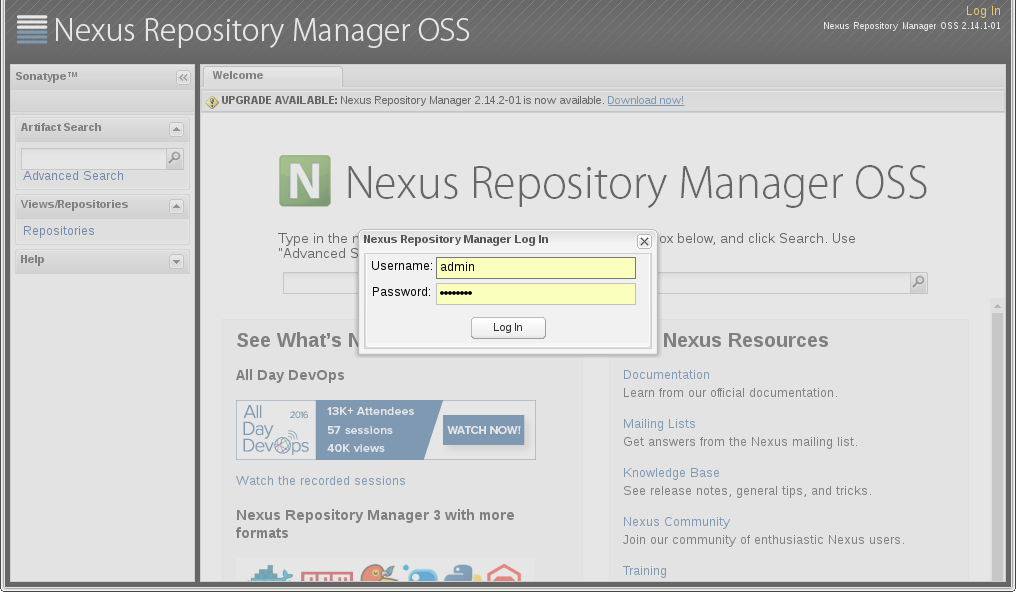 Nexus Repository Manager OSS
Log In
Nexus Repository Manager OSS 2.14.1-01
Sonatype™
Welcome
UPGRADE AVAILABLE: Nexus Repository Manager 2.14.2-01 is now available. Download now!
Artifact Search
Advanced Search
Views/Repositories
Repositories
Help
N Nexus Repository Manager OSS
Type in the
ox below, and click Search. Use
"Advanced S
Nexus Repository Manager Log In
Username: admin
Password: ••••••••
Log In
See What's
All Day DevOps
All Day DevOps
2016
13K+ Attendees
57 sessions
40K views
WATCH NOW!
Watch the recorded sessions
Nexus Repository Manager 3 with more
formats
Nexus Resources
Documentation
Learn from our official documentation.
Mailing Lists
Get answers from the Nexus mailing list.
Knowledge Base
See release notes, general tips, and tricks.
Nexus Community
Join our community of enthusiastic Nexus users.
Training